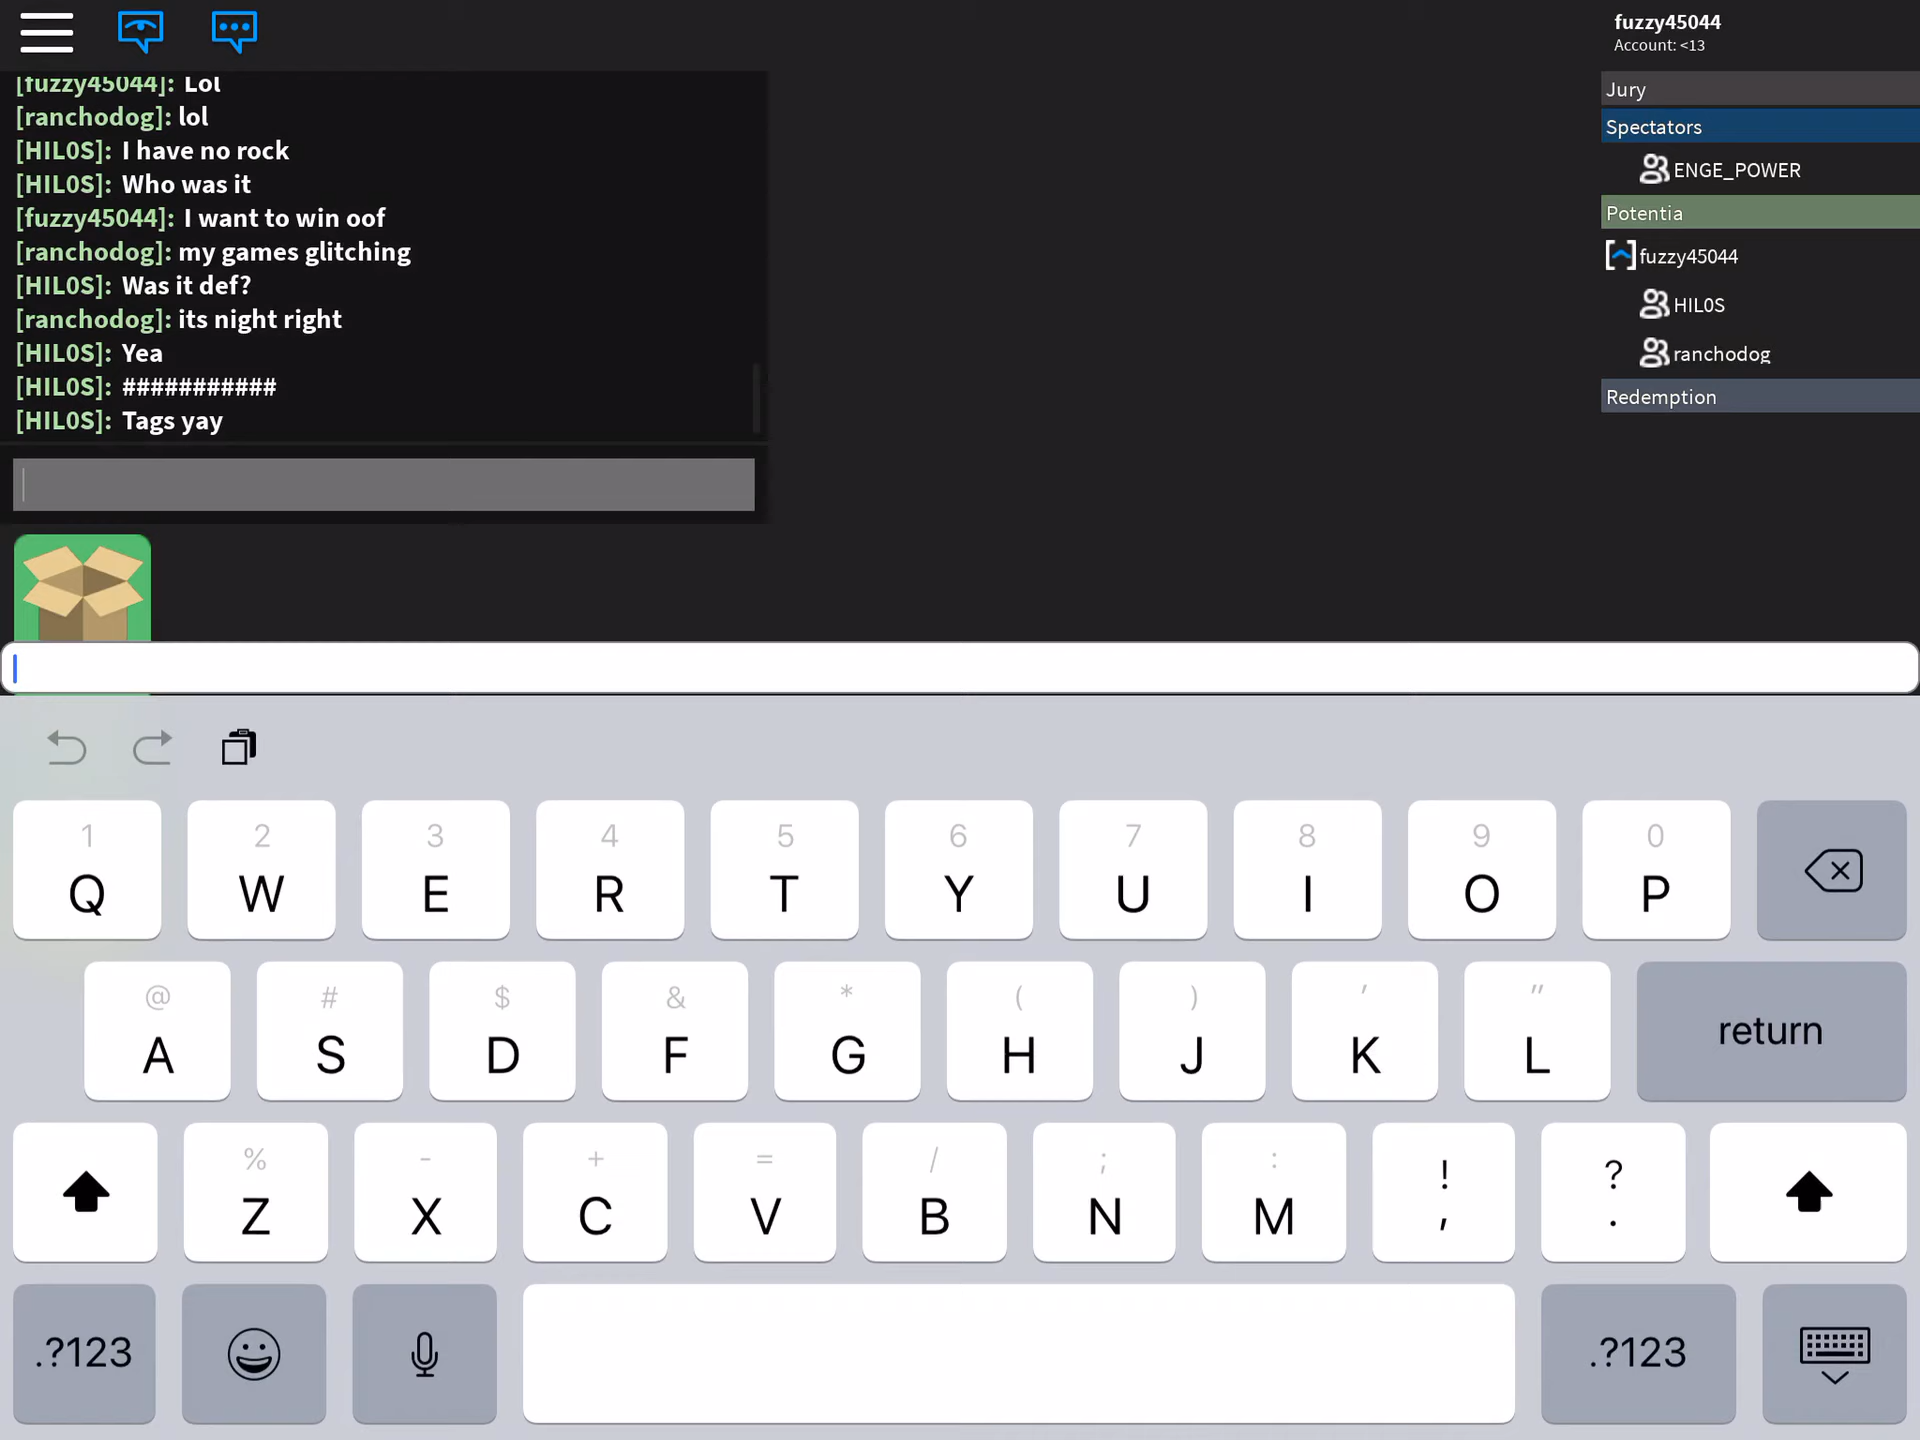 fuzzy45044
Account: <13
[fuzzy45044]: Lol
[ranchodog]: lol
[HIL0S]: I have no rock
[HIL0S]: Who was it
[fuzzy45044]: I want to win oof
[ranchodog]: my games glitching
[HIL0S]: Was it def?
[ranchodog]: its night right
[HIL0S]: Yea
[HIL0S]: ###########
[HIL0S]: Tags yay
Jury
Spectators
ENGE_POWER
Potentia
fuzzy45044
HIL0S
ranchodog
Redemption
1 2 3 4 5 6 7 8 9 0
Q W E R T Y U I O P
@ # $ & * ( ) ' "
A S D F G H J K L return
% - + = / ; : ! ?
Z X C V B N M , .
.?123 .?123